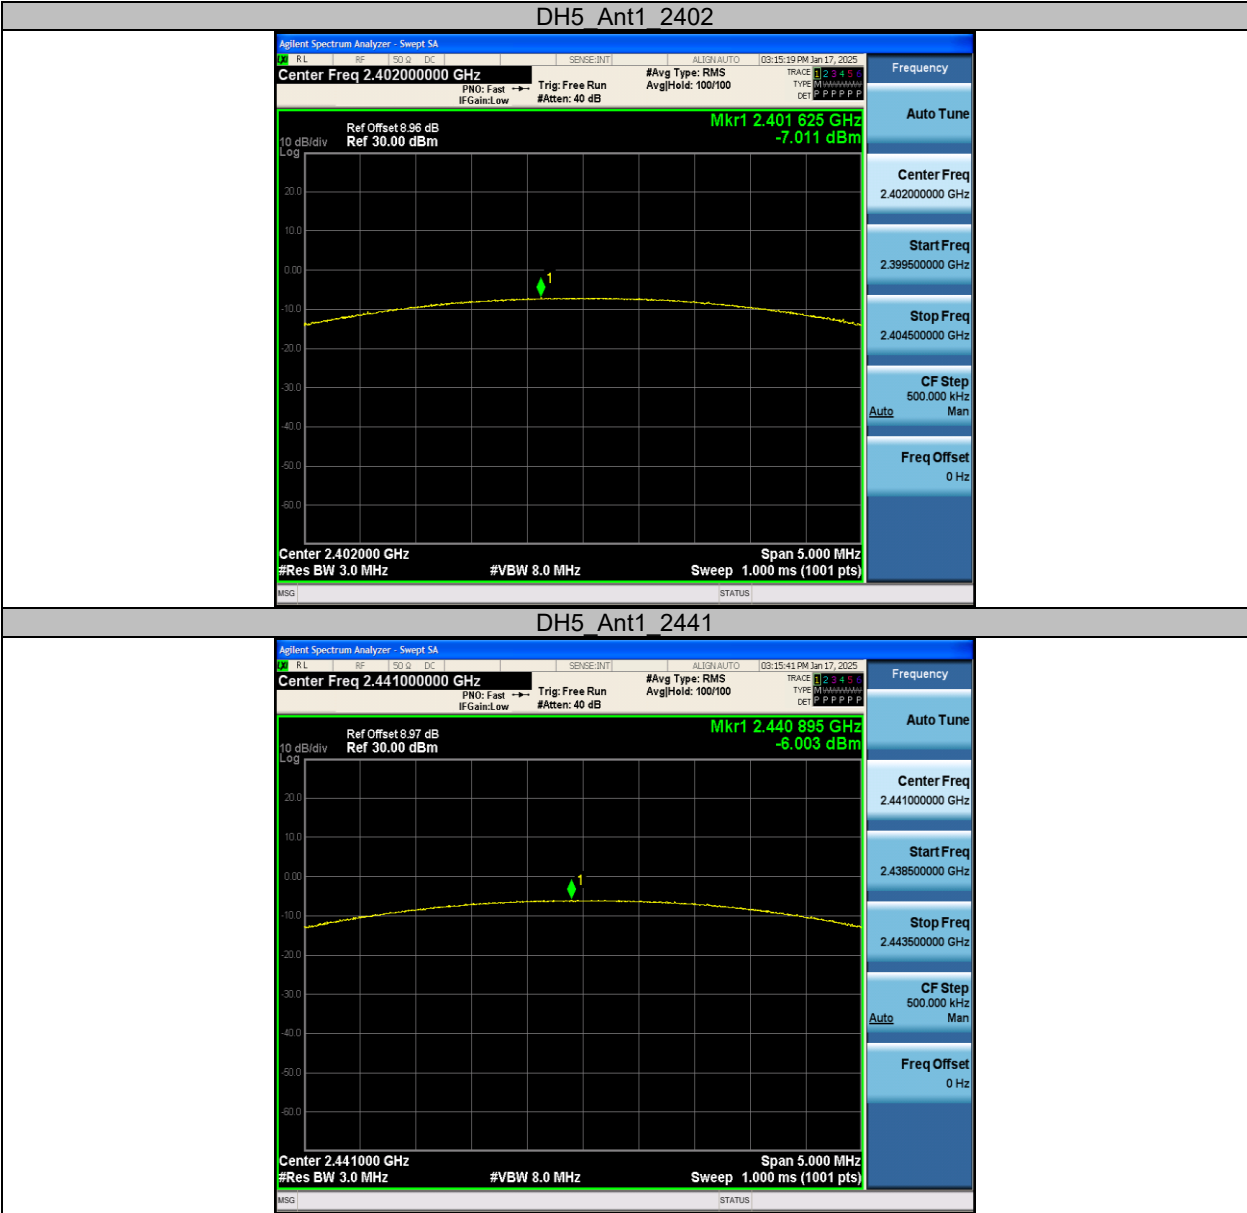 DH5_Ant1_2402
Agilent Spectrum Analyzer - Swept SA
RL RF 50 Ω DC SENSE:INT ALIGNAUTO 03:15:19 PM Jan 17, 2025
Center Freq 2.402000000 GHz
PNO: Fast
IFGain:Low
Trig: Free Run
#Atten: 40 dB
#Avg Type: RMS
Avg|Hold: 100/100
TRACE 1 2 3 4 5 6
TYPE M
DET P P P P P P
Frequency
Mkr1 2.401 625 GHz
-7.011 dBm
Ref Offset 8.96 dB
10 dB/div Ref 30.00 dBm
Log
20.0
10.0
0.00
-10.0
-20.0
-30.0
-40.0
-50.0
-60.0
1
Center 2.402000 GHz Span 5.000 MHz
#Res BW 3.0 MHz #VBW 8.0 MHz Sweep 1.000 ms (1001 pts)
MSG STATUS
Auto Tune
Center Freq
2.402000000 GHz
Start Freq
2.399500000 GHz
Stop Freq
2.404500000 GHz
CF Step
500.000 kHz
Auto Man
Freq Offset
0 Hz
DH5_Ant1_2441
Agilent Spectrum Analyzer - Swept SA
RL RF 50 Ω DC SENSE:INT ALIGNAUTO 03:15:41 PM Jan 17, 2025
Center Freq 2.441000000 GHz
PNO: Fast
IFGain:Low
Trig: Free Run
#Atten: 40 dB
#Avg Type: RMS
Avg|Hold: 100/100
TRACE 1 2 3 4 5 6
TYPE M
DET P P P P P P
Frequency
Mkr1 2.440 895 GHz
-6.003 dBm
Ref Offset 8.97 dB
10 dB/div Ref 30.00 dBm
Log
20.0
10.0
0.00
-10.0
-20.0
-30.0
-40.0
-50.0
-60.0
1
Center 2.441000 GHz Span 5.000 MHz
#Res BW 3.0 MHz #VBW 8.0 MHz Sweep 1.000 ms (1001 pts)
MSG STATUS
Auto Tune
Center Freq
2.441000000 GHz
Start Freq
2.438500000 GHz
Stop Freq
2.443500000 GHz
CF Step
500.000 kHz
Auto Man
Freq Offset
0 Hz